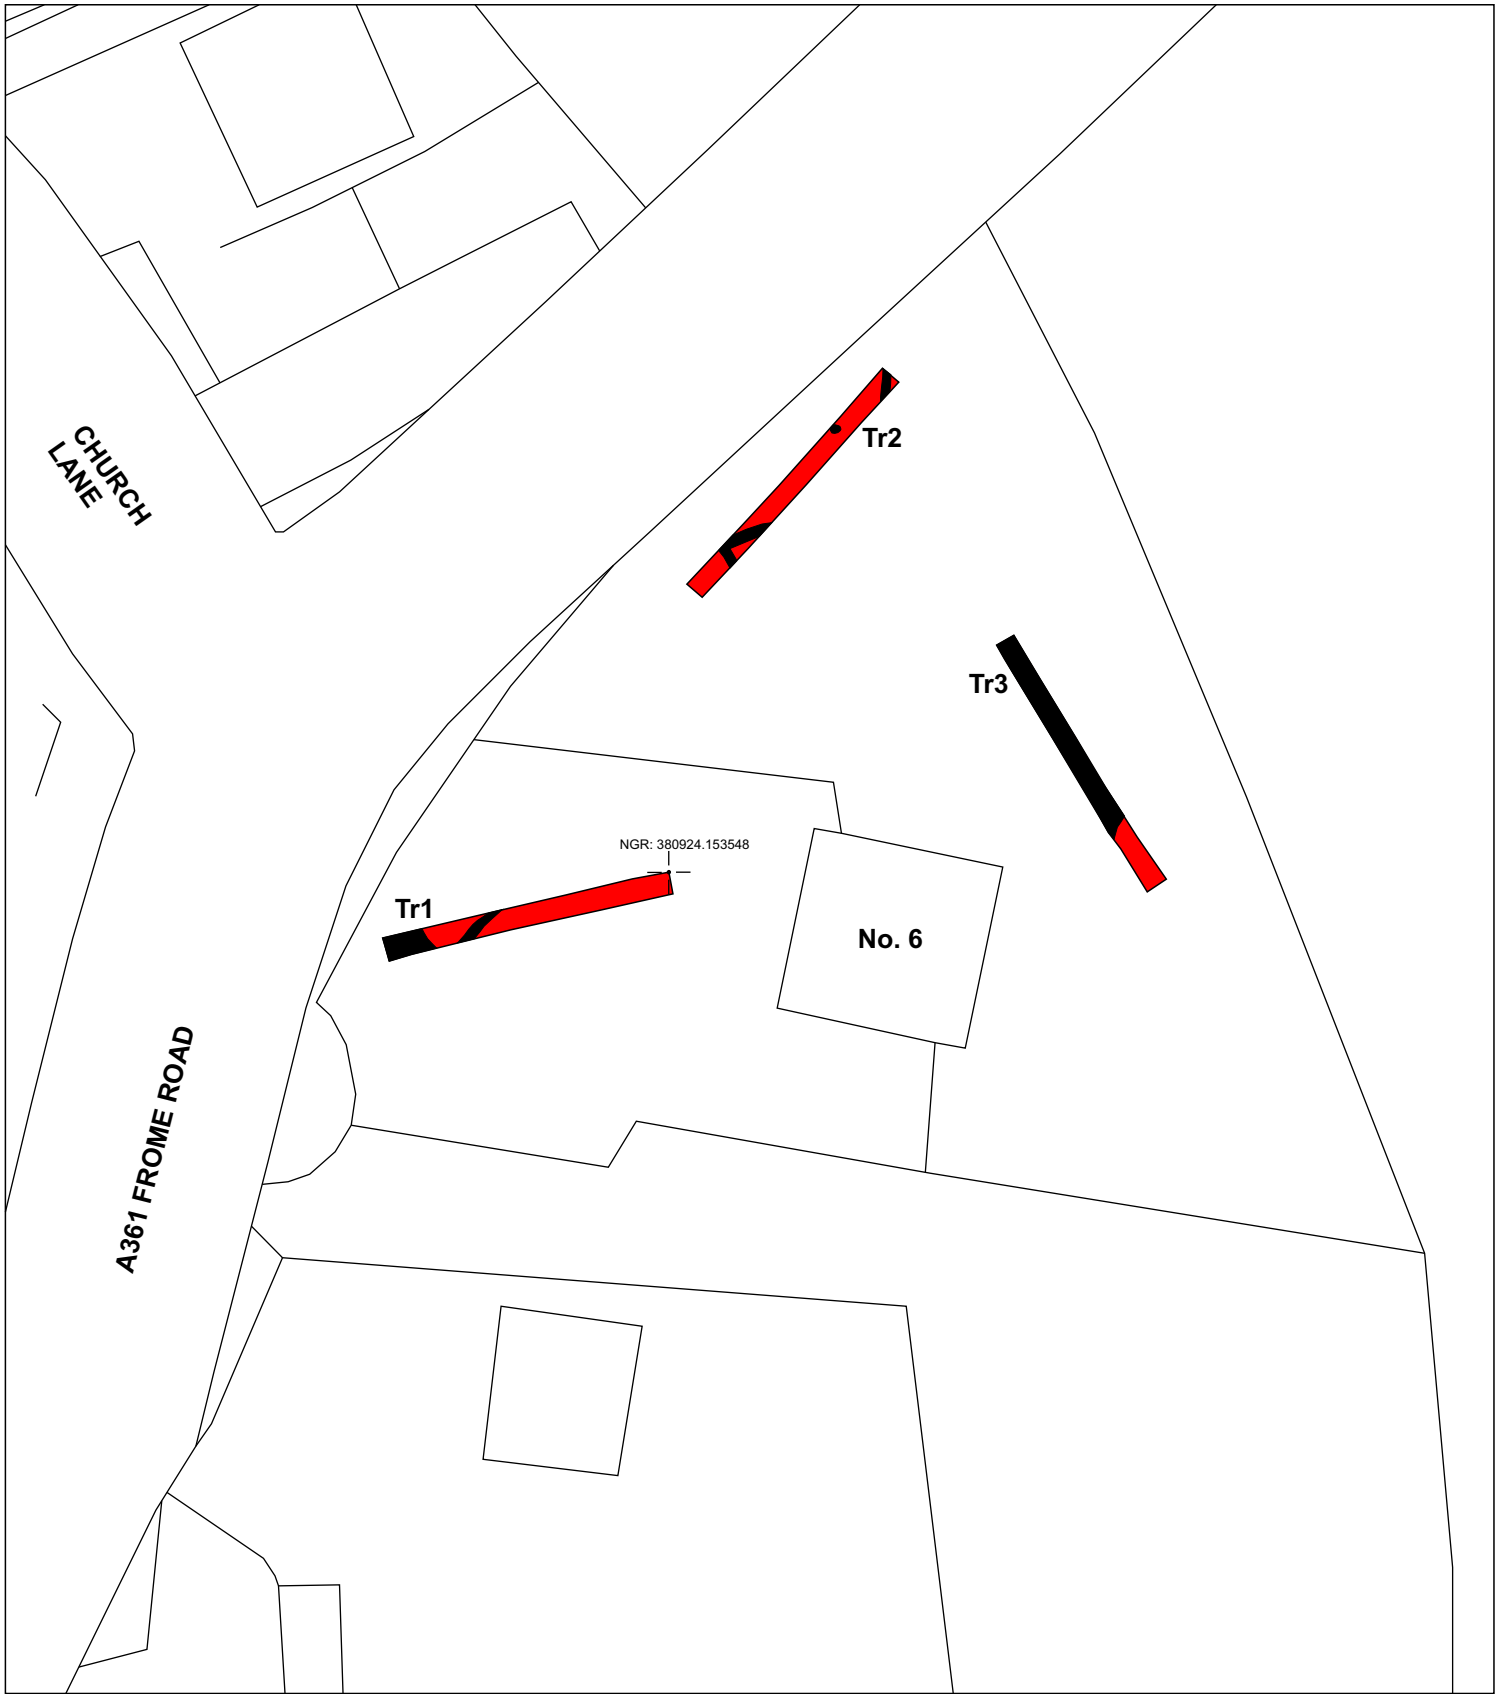 CHURCH
LANE
Tr2
Tr3
NGR: 380924.153548
Tr1
No. 6
A361 FROME ROAD